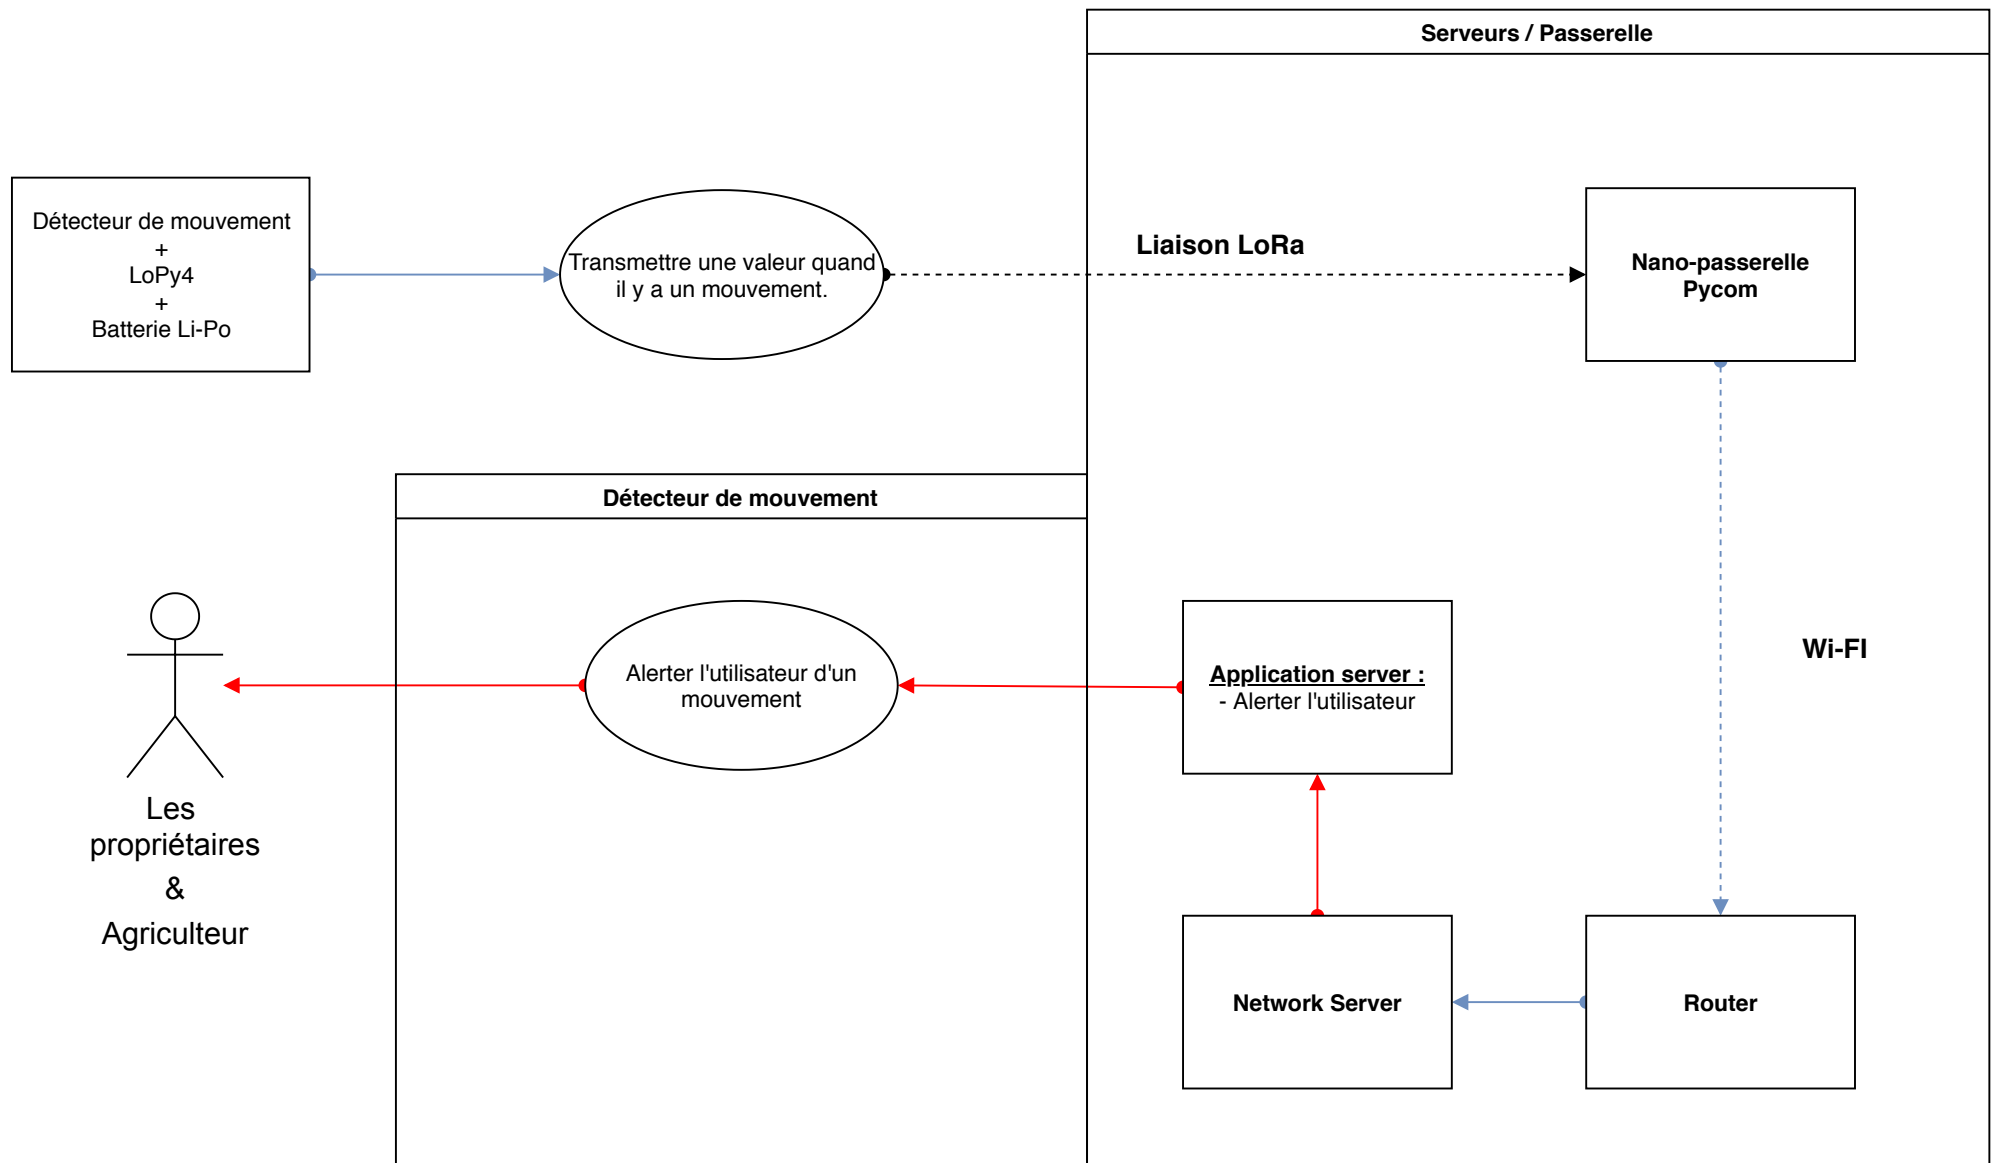 Serveurs / Passerelle
Détecteur de mouvement
+
LoPy4
+
Batterie Li-Po
Transmettre une valeur quand
il y a un mouvement.
Liaison LoRa
Nano-passerelle
Pycom
Détecteur de mouvement
Alerter l'utilisateur d'un
mouvement
Application server :
- Alerter l'utilisateur
Wi-FI
Les
propriétaires
&
Agriculteur
Network Server
Router